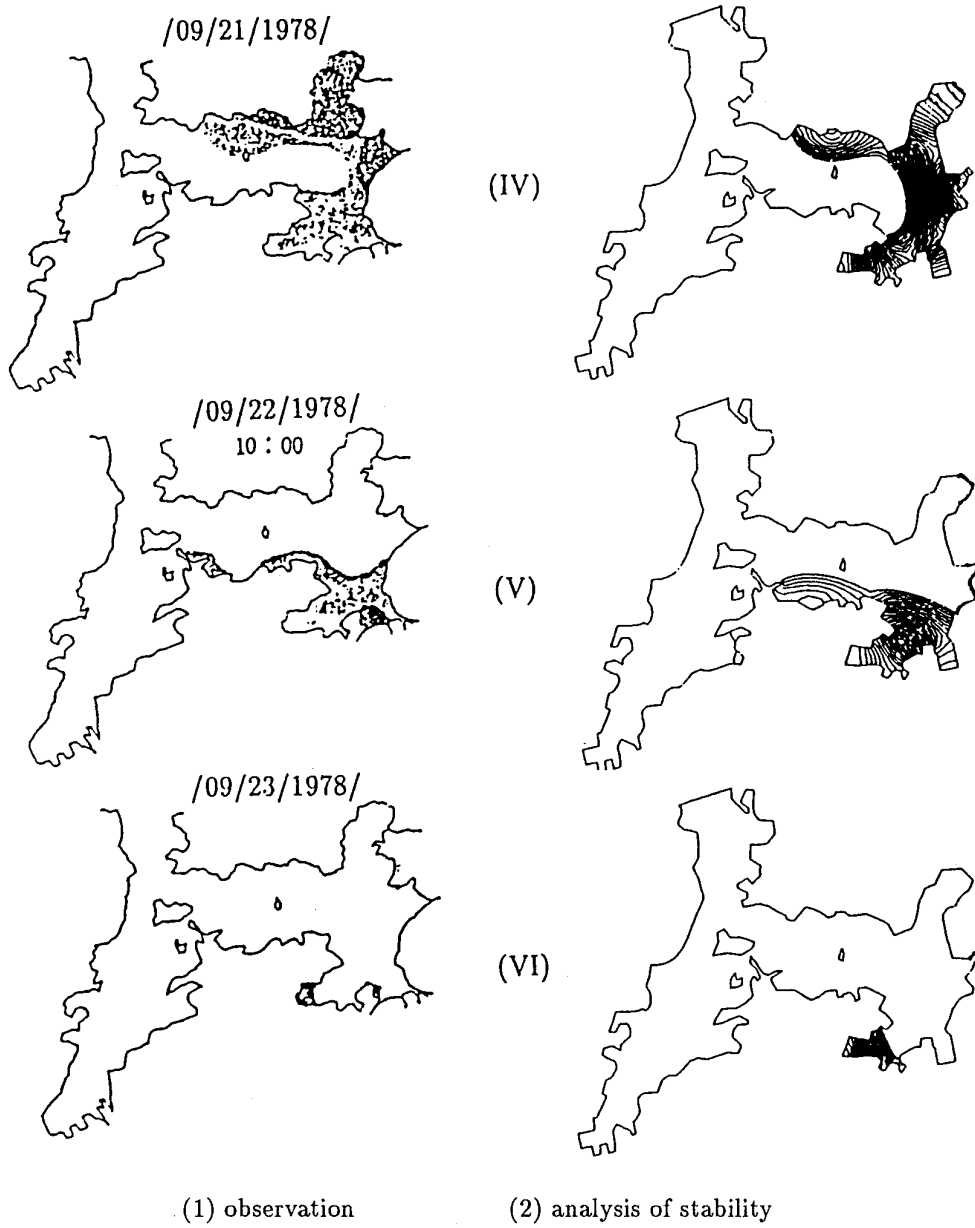 /09/21/1978/
(IV)
/09/22/1978/
10 : 00
(V)
/09/23/1978/
(VI)
(1) observation
(2) analysis of stability